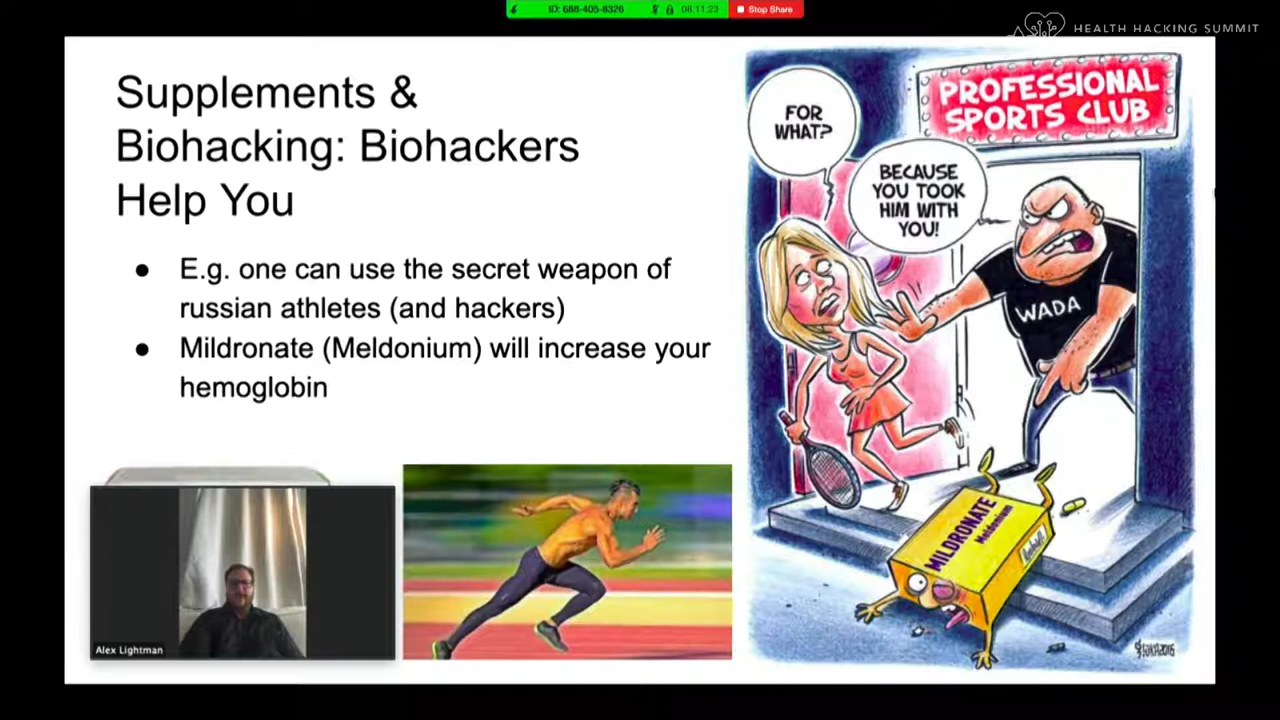 ID: 688-405-8326
08:11:23
Stop Share
HEALTH HACKING SUMMIT
Supplements &
Biohacking: Biohackers
Help You
● E.g. one can use the secret weapon of
russian athletes (and hackers)
● Mildronate (Meldonium) will increase your
hemoglobin
PROFESSIONAL
SPORTS CLUB
FOR
WHAT?
BECAUSE
YOU TOOK
HIM WITH
YOU!
WADA
MILDRONATE
Meldonium
Alex Lightman